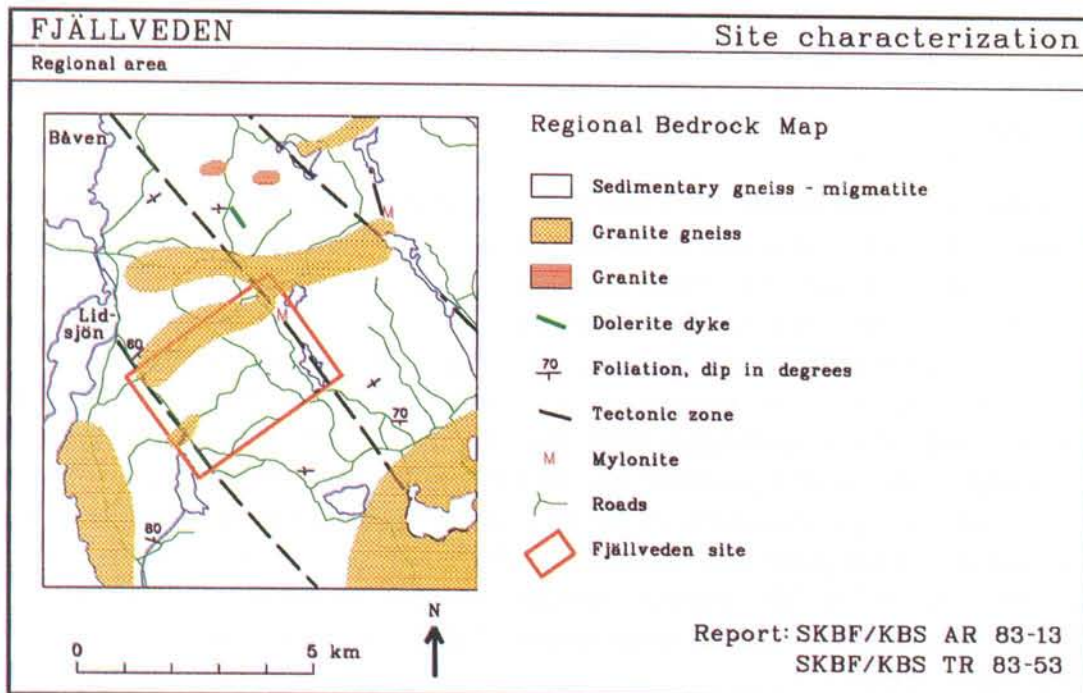 FJÄLLVEDEN
Site characterization
Regional area
Båven
Lid-
sjön
M
M
60
70
80
Regional Bedrock Map
Sedimentary gneiss - migmatite
Granite gneiss
Granite
Dolerite dyke
70 Foliation, dip in degrees
Tectonic zone
M Mylonite
Roads
Fjällveden site
0 5 km
N
Report: SKBF/KBS AR 83-13
SKBF/KBS TR 83-53